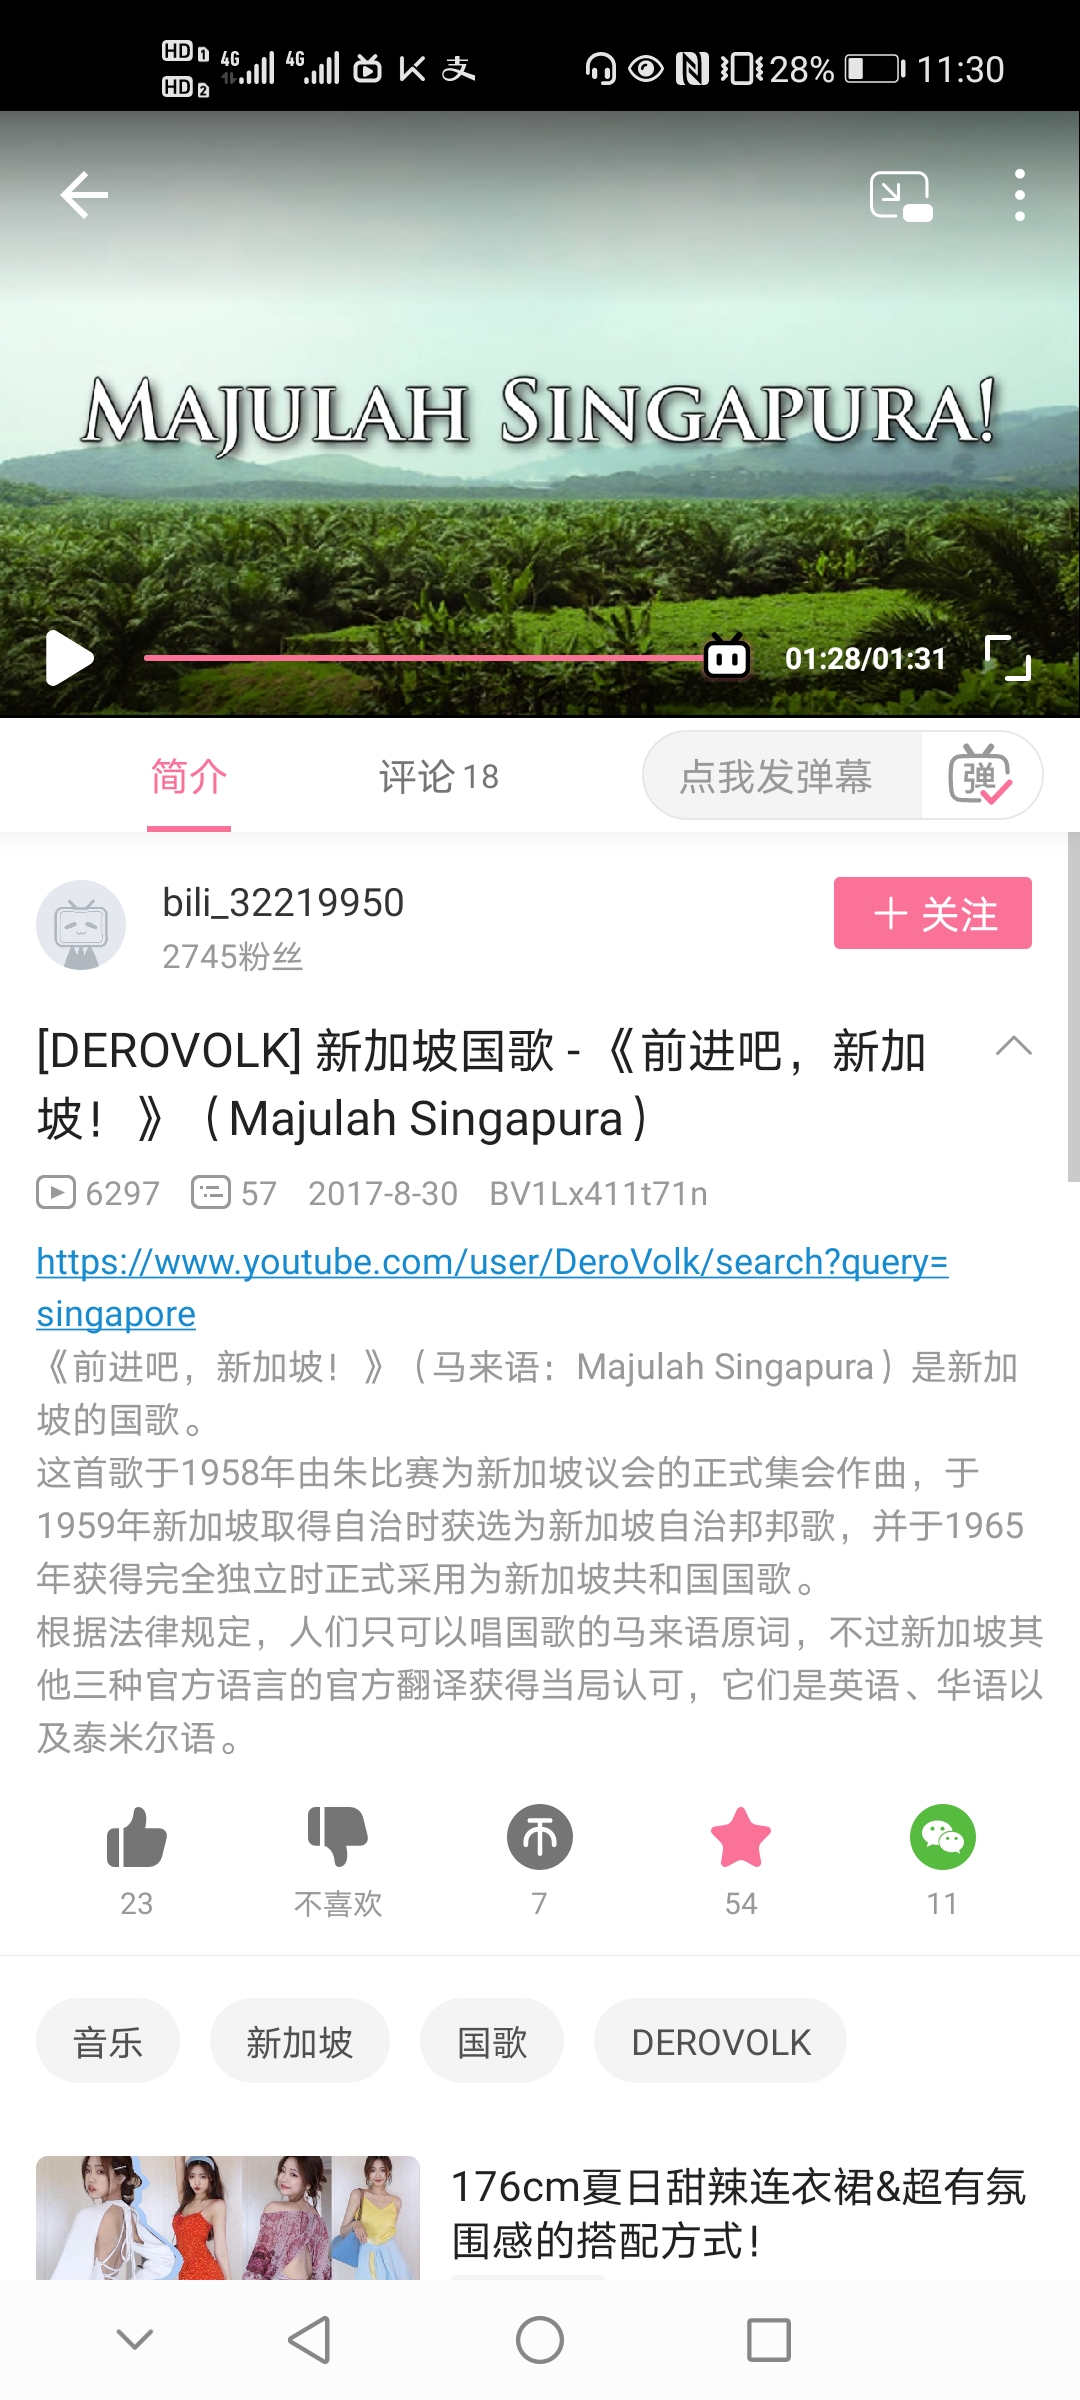 HD 1 4G 4G 28% 11:30
HD 2
MAJULAH SINGAPURA!
01:28/01:31
简介 评论18 点我发弹幕 弹
bili_32219950
2745粉丝
+ 关注
[DEROVOLK] 新加坡国歌 - 《前进吧，新加
坡！》（Majulah Singapura）
6297 57 2017-8-30 BV1Lx411t71n
https://www.youtube.com/user/DeroVolk/search?query=
singapore
《前进吧，新加坡！》（马来语：Majulah Singapura）是新加
坡的国歌。
这首歌于1958年由朱比赛为新加坡议会的正式集会作曲，于
1959年新加坡取得自治时获选为新加坡自治邦邦歌，并于1965
年获得完全独立时正式采用为新加坡共和国国歌。
根据法律规定，人们只可以唱国歌的马来语原词，不过新加坡其
他三种官方语言的官方翻译获得当局认可，它们是英语、华语以
及泰米尔语。
23 不喜欢 7 54 11
音乐 新加坡 国歌 DEROVOLK
176cm夏日甜辣连衣裙&超有氛
围感的搭配方式！